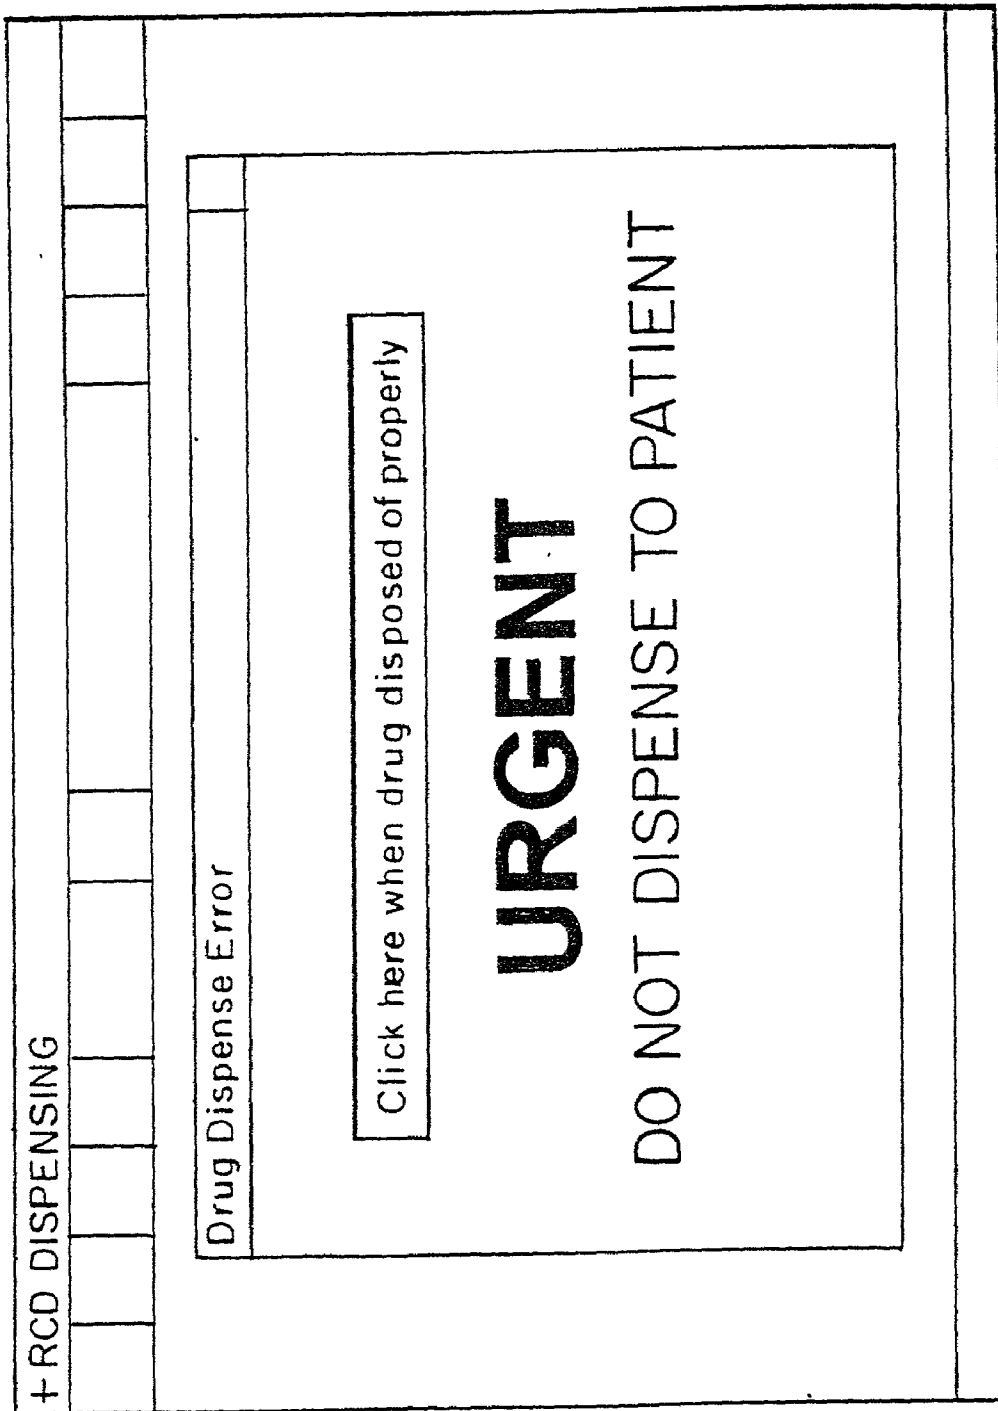 +RCD DISPENSING
Drug Dispense Error
Click here when drug disposed of properly
URGENT
DO NOT DISPENSE TO PATIENT